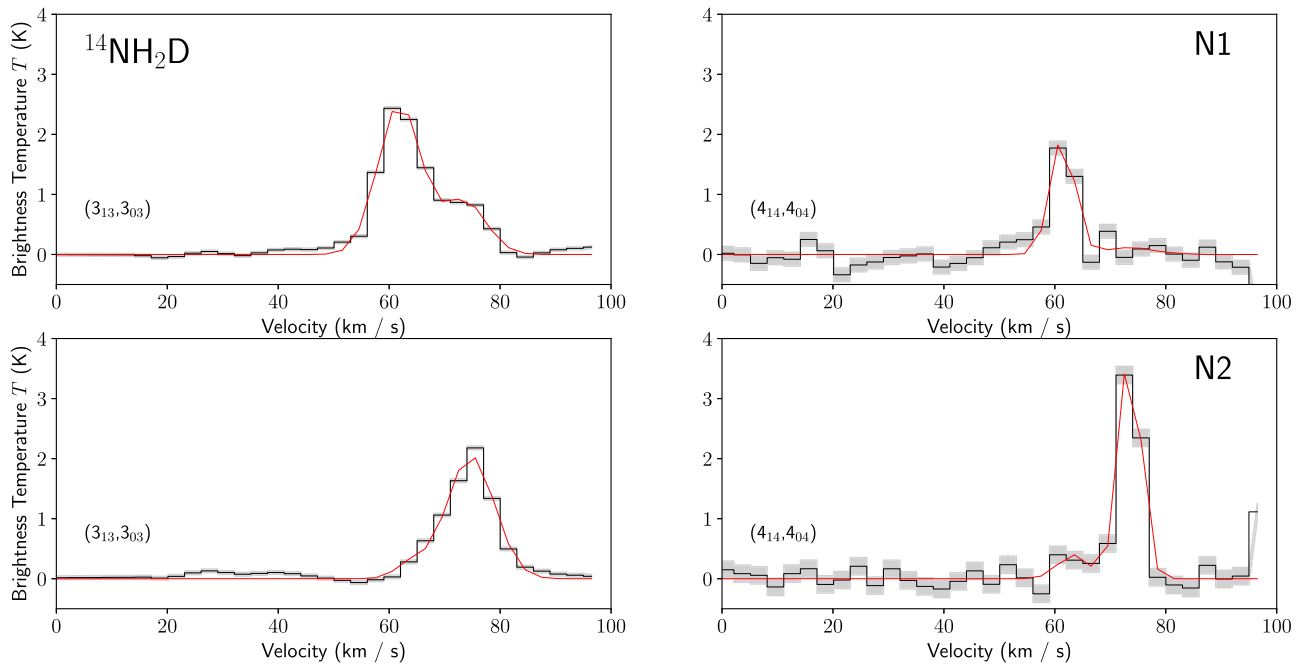 4
3
2
1
0
Brightness Temperature T (K)
¹⁴NH₂D
(3₁₃,3₀₃)
0 20 40 60 80 100
Velocity (km / s)
4
3
2
1
0
N1
(4₁₄,4₀₄)
0 20 40 60 80 100
Velocity (km / s)
4
3
2
1
0
Brightness Temperature T (K)
(3₁₃,3₀₃)
0 20 40 60 80 100
Velocity (km / s)
4
3
2
1
0
N2
(4₁₄,4₀₄)
0 20 40 60 80 100
Velocity (km / s)